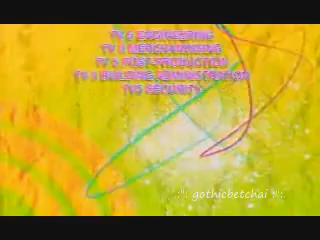 TV 5 ENGINEERING
TV 5 MERCHANDISING
TV 5 POST-PRODUCTION
TV 5 BUILDING ADMINISTRATION
TV5 SECURITY
.:*: gothicbetchai :*:.